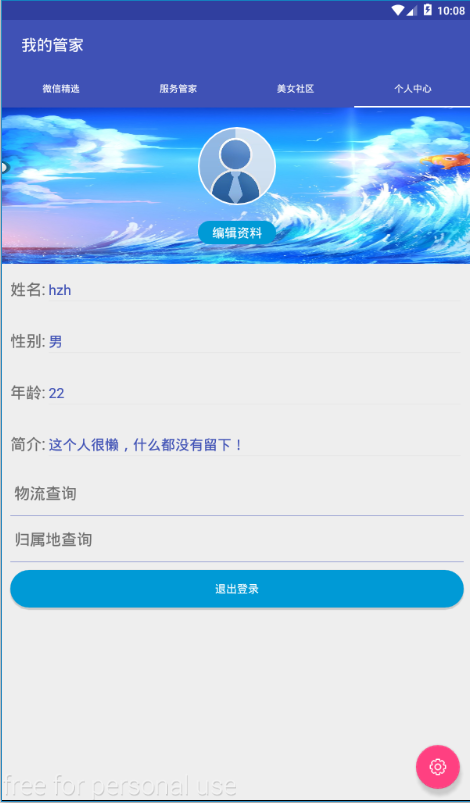 10:08
我的管家
微信精选 服务管家 美女社区 个人中心
编辑资料
姓名: hzh
性别: 男
年龄: 22
简介: 这个人很懒，什么都没有留下！
物流查询
归属地查询
退出登录
free for personal use